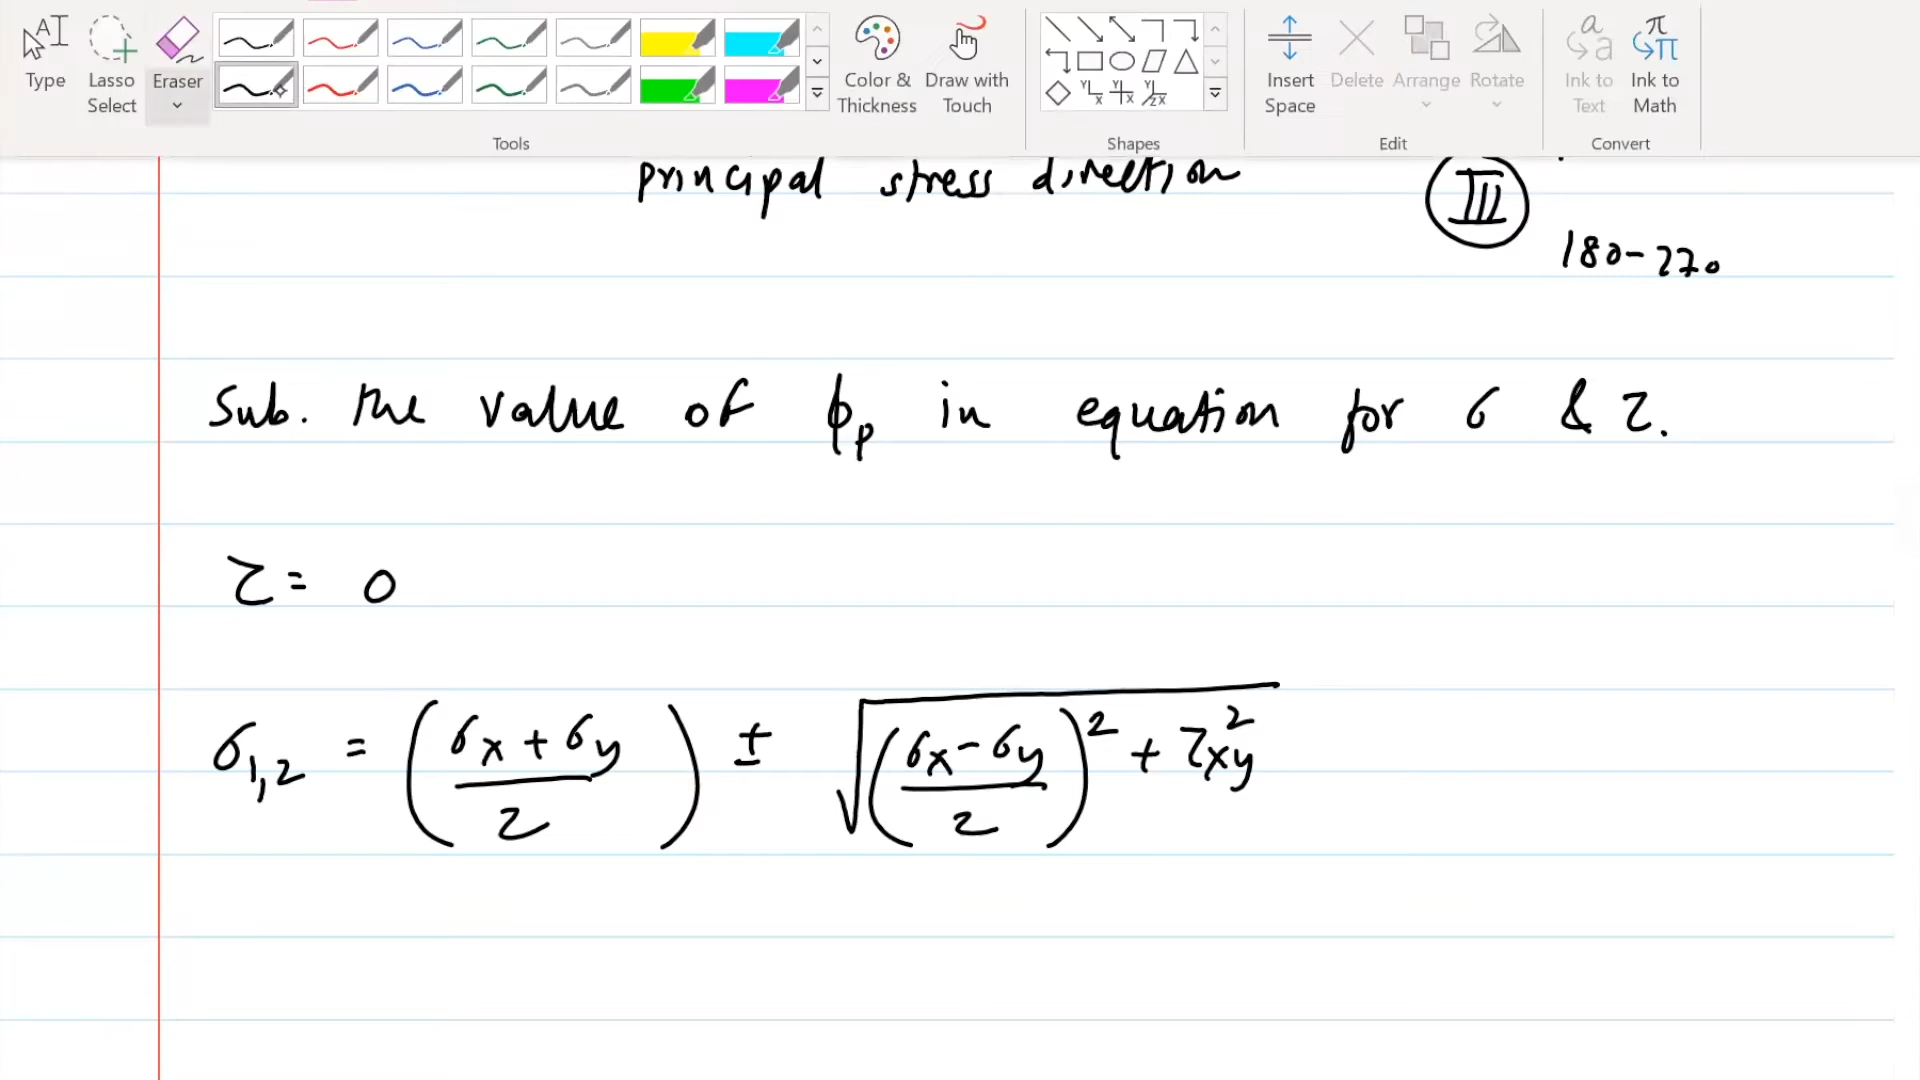 Type
Lasso Select
Eraser
Color & Thickness
Draw with Touch
Insert Space
Delete
Arrange
Rotate
Ink to Text
Ink to Math
Tools
Shapes
Edit
Convert
principal stress direction
III
180-270
Sub. the value of ϕp in equation for σ & τ.
τ = 0
σ1,2 = ( (σx + σy) / 2 ) ± √( ( (σx - σy) / 2 )² + τxy² )